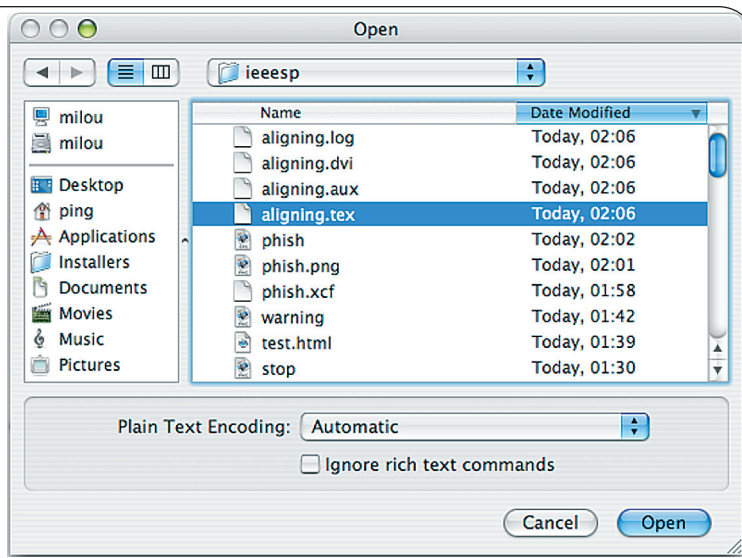 Open
ieeesp
milou
milou
Desktop
ping
Applications
Installers
Documents
Movies
Music
Pictures
Name Date Modified
aligning.log Today, 02:06
aligning.dvi Today, 02:06
aligning.aux Today, 02:06
aligning.tex Today, 02:06
phish Today, 02:02
phish.png Today, 02:01
phish.xcf Today, 01:58
warning Today, 01:42
test.html Today, 01:39
stop Today, 01:30
Plain Text Encoding: Automatic
Ignore rich text commands
Cancel Open